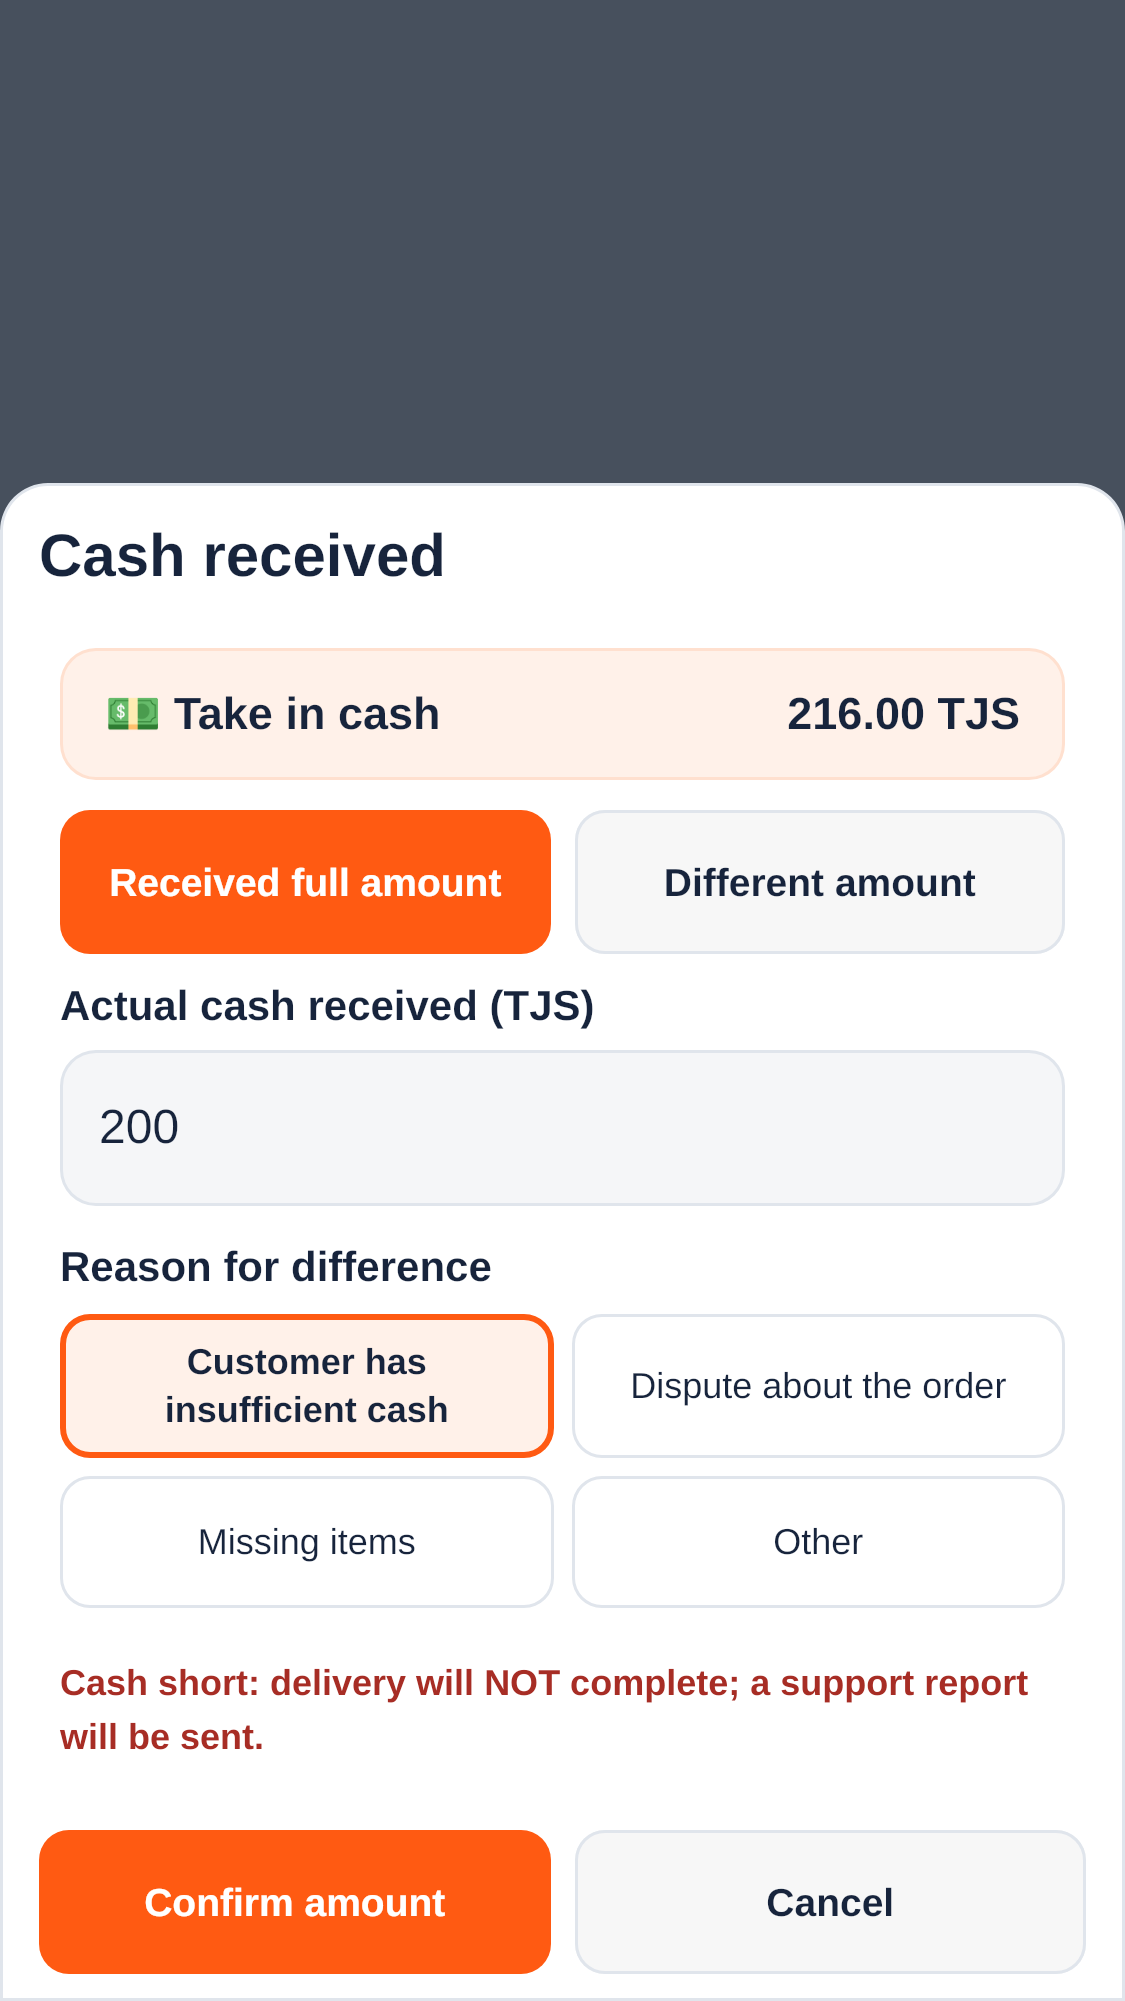 Cash received
Take in cash
216.00 TJS
Received full amount
Different amount
Actual cash received (TJS)
200
Reason for difference
Customer has
insufficient cash
Dispute about the order
Missing items
Other
Cash short: delivery will NOT complete; a support report
will be sent.
Confirm amount
Cancel